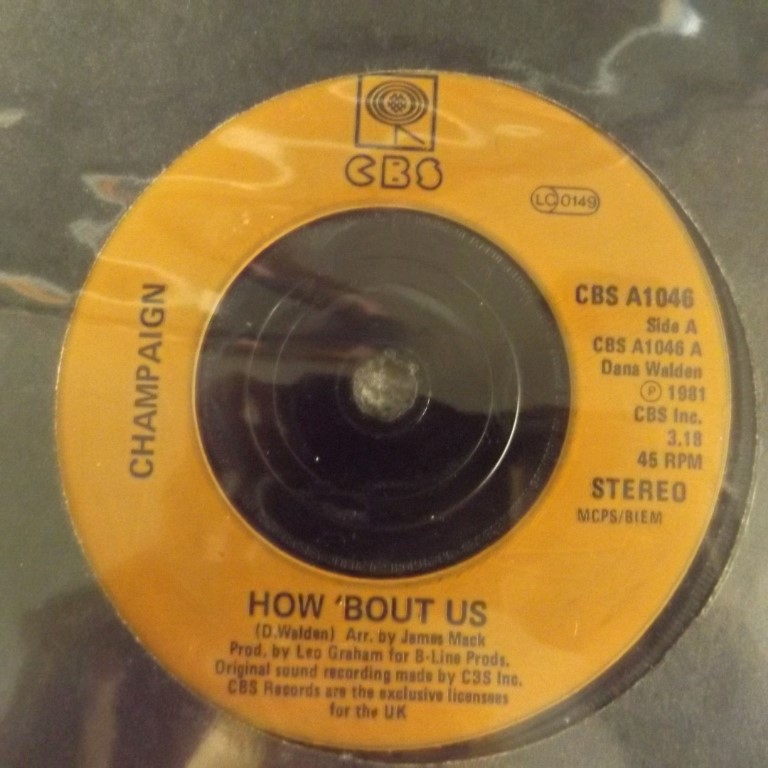 CBS
LC 0149
CHAMPAIGN
CBS A1046
Side A
CBS A1046 A
Dana Walden
℗ 1981
CBS Inc.
3.18
45 RPM
STEREO
MCPS/BIEM
HOW 'BOUT US
(D.Walden) Arr. by James Mack
Prod. by Leo Graham for B-Line Prods.
Original sound recording made by CBS Inc.
CBS Records are the exclusive licensees
for the UK